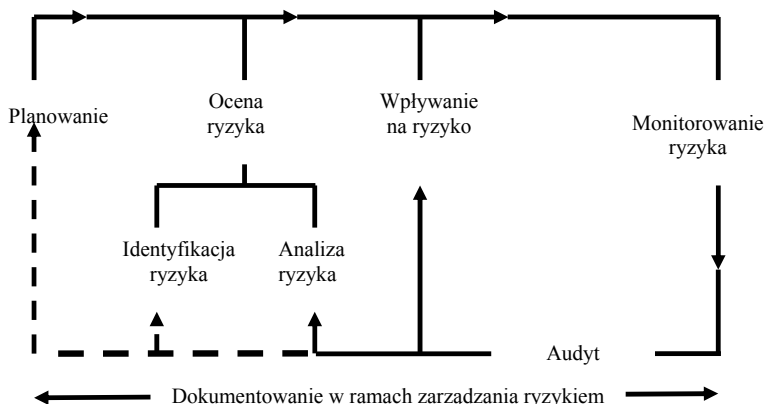 Planowanie
Ocena
ryzyka
Wpływanie
na ryzyko
Monitorowanie
ryzyka
Identyfikacja
ryzyka
Analiza
ryzyka
Audyt
Dokumentowanie w ramach zarządzania ryzykiem